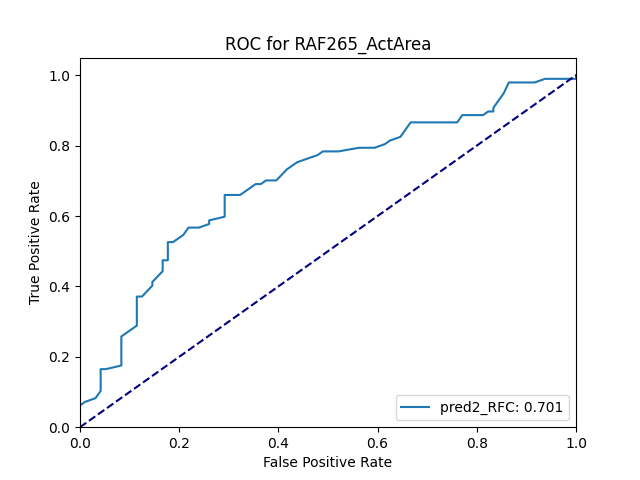 ROC for RAF265_ActArea
True Positive Rate
1.0
0.8
0.6
0.4
0.2
0.0
0.0 0.2 0.4 0.6 0.8 1.0
False Positive Rate
pred2_RFC: 0.701